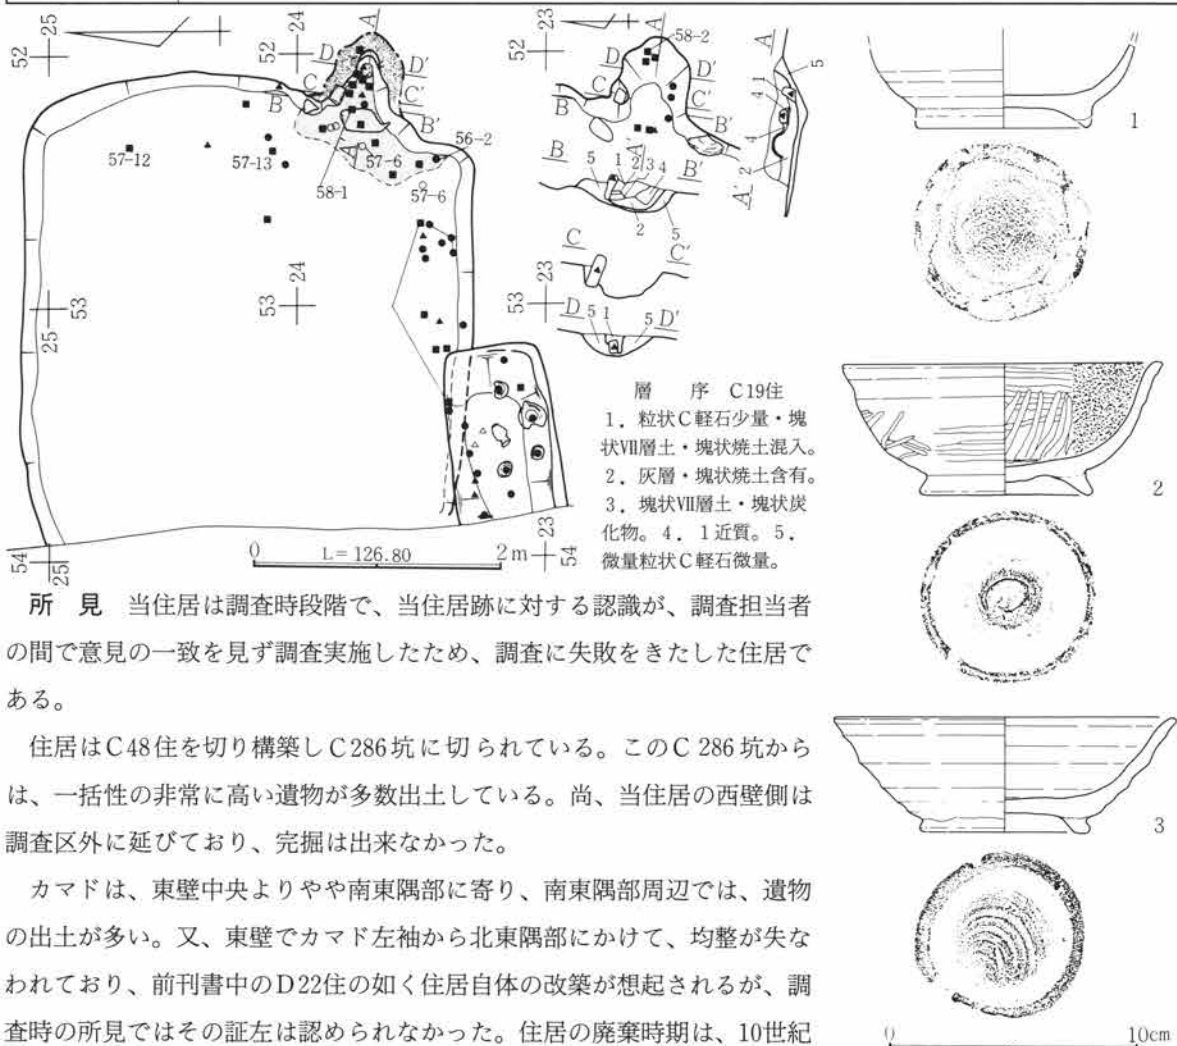 25
52
24
52
A
D
D'
C
C'
B
B'
A'
56-2
57-12
57-13
58-1
57-6
57-6
25
53
24
53
54
25
0
L=126.80
2m
23
54
23
52
A
58-2
D
D'
C
C'
B
B'
A'
A
5
1
4
4
2
A'
B
5
1
2
3
4
B'
2
5
C
C'
23
53
D
5
1
5
D'
層 序 C19住
1．粒状C軽石少量・塊
状VII層土・塊状焼土混入。
2．灰層・塊状焼土含有。
3．塊状VII層土・塊状炭
化物。4．1近質。5．
微量粒状C軽石微量。
1
2
3
0
10cm
所 見 当住居は調査時段階で、当住居跡に対する認識が、調査担当者
の間で意見の一致を見ず調査実施したため、調査に失敗をきたした住居で
ある。
住居はC48住を切り構築しC286坑に切られている。このC286坑から
は、一括性の非常に高い遺物が多数出土している。尚、当住居の西壁側は
調査区外に延びており、完掘は出来なかった。
カマドは、東壁中央よりやや南東隅部に寄り、南東隅部周辺では、遺物
の出土が多い。又、東壁でカマド左袖から北東隅部にかけて、均整が失な
われており、前刊書中のD22住の如く住居自体の改築が想起されるが、調
査時の所見ではその証左は認められなかった。住居の廃棄時期は、10世紀